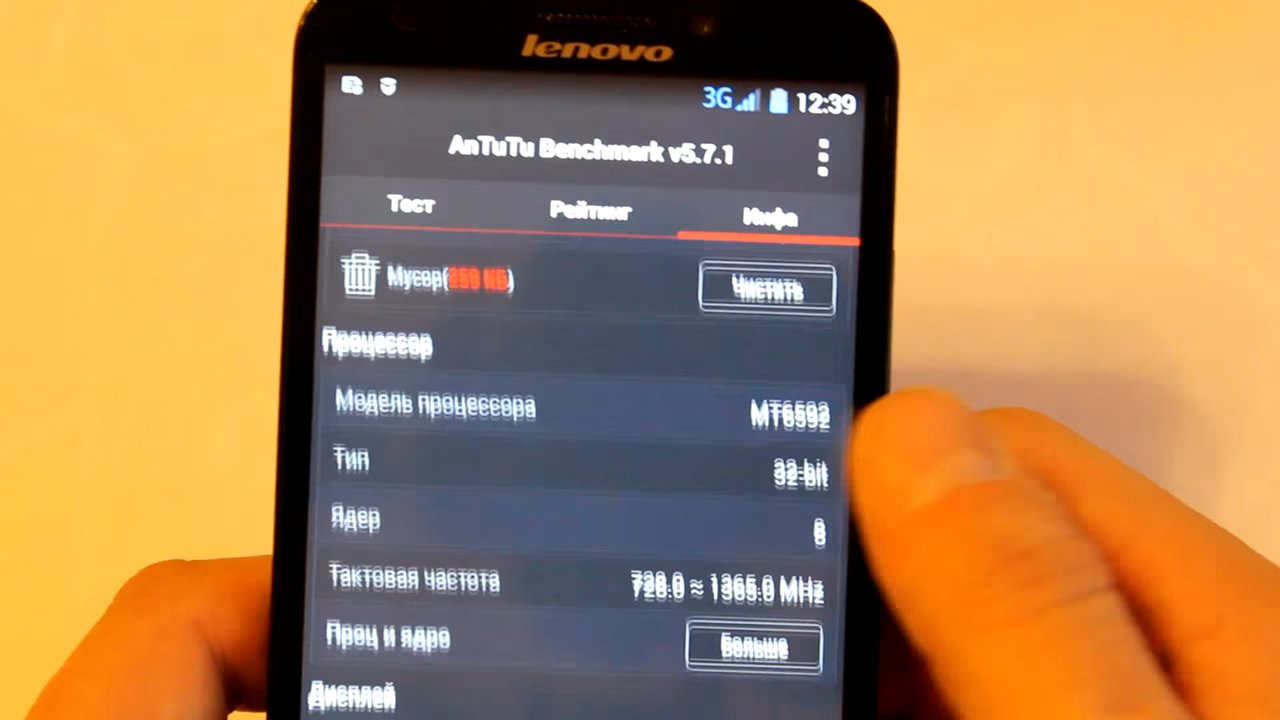 lenovo
3G 12:39
AnTuTu Benchmark v5.7.1
Тест Рейтинг Инфа
Мусор(259 КБ) Чистить
Процессор
Модель процессора MT6592
Тип 32-bit
Ядер 8
Тактовая частота 728.0 ≈ 1365.0 MHz
Проц и ядро Больше
Дисплей